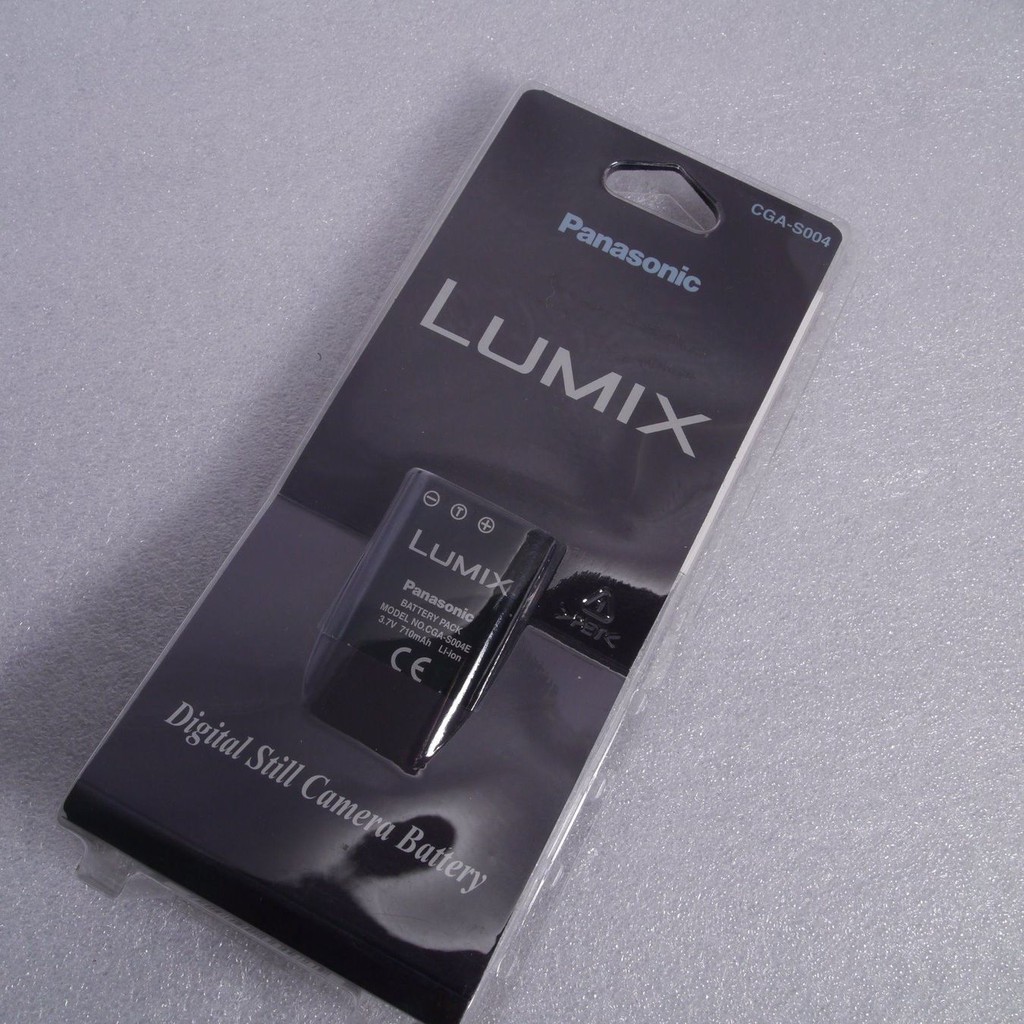 CGA-S004
Panasonic
LUMIX
LUMIX
Panasonic
BATTERY PACK
MODEL NO.CGA-S004E
3.7V 710mAh Li-ion
CE
Digital Still Camera Battery